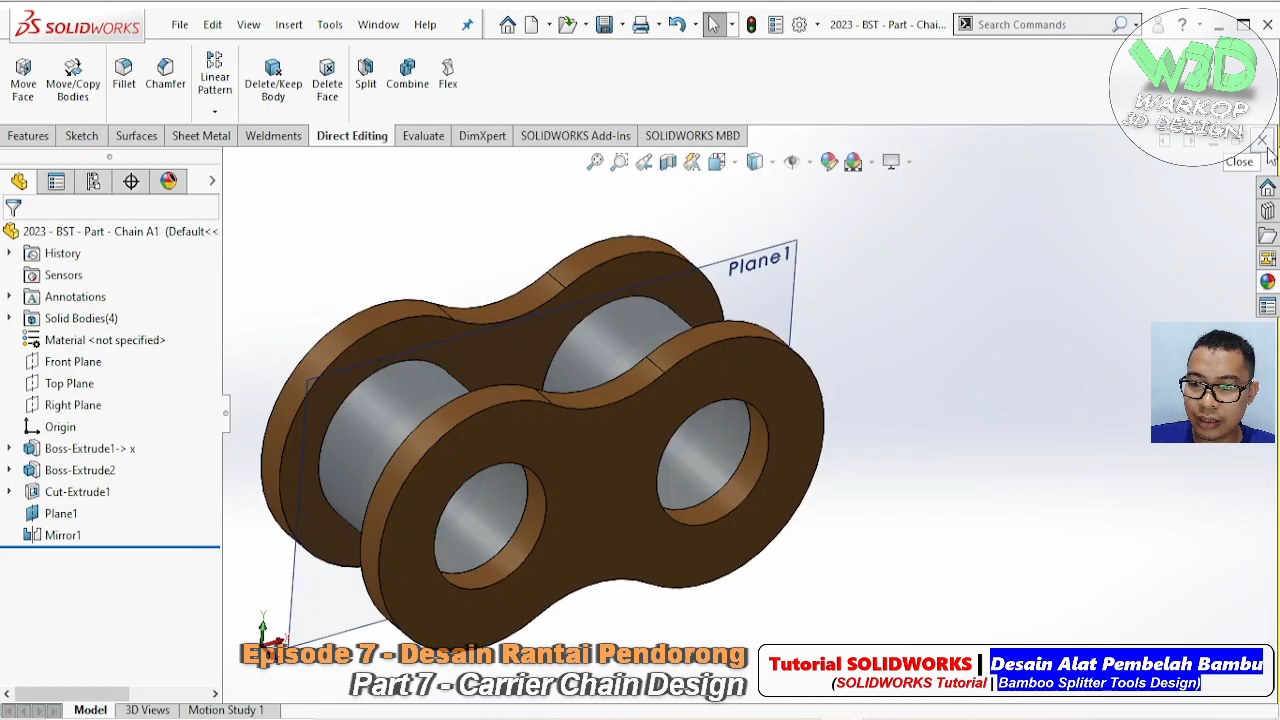 SOLIDWORKS
File Edit View Insert Tools Window Help
2023 - BST - Part - Chai...
Search Commands
W3D
WARKOP
3D DESIGN
Move Face
Move/Copy Bodies
Fillet
Chamfer
Linear Pattern
Delete/Keep Body
Delete Face
Split
Combine
Flex
Features Sketch Surfaces Sheet Metal Weldments Direct Editing Evaluate DimXpert SOLIDWORKS Add-Ins SOLIDWORKS MBD
Close
2023 - BST - Part - Chain A1 (Default<<
History
Sensors
Annotations
Solid Bodies(4)
Material <not specified>
Front Plane
Top Plane
Right Plane
Origin
Boss-Extrude1-> x
Boss-Extrude2
Cut-Extrude1
Plane1
Mirror1
Plane1
Y
Episode 7 - Desain Rantai Pendorong
Part 7 - Carrier Chain Design
Tutorial SOLIDWORKS | Desain Alat Pembelah Bambu
(SOLIDWORKS Tutorial | Bamboo Splitter Tools Design)
Model 3D Views Motion Study 1